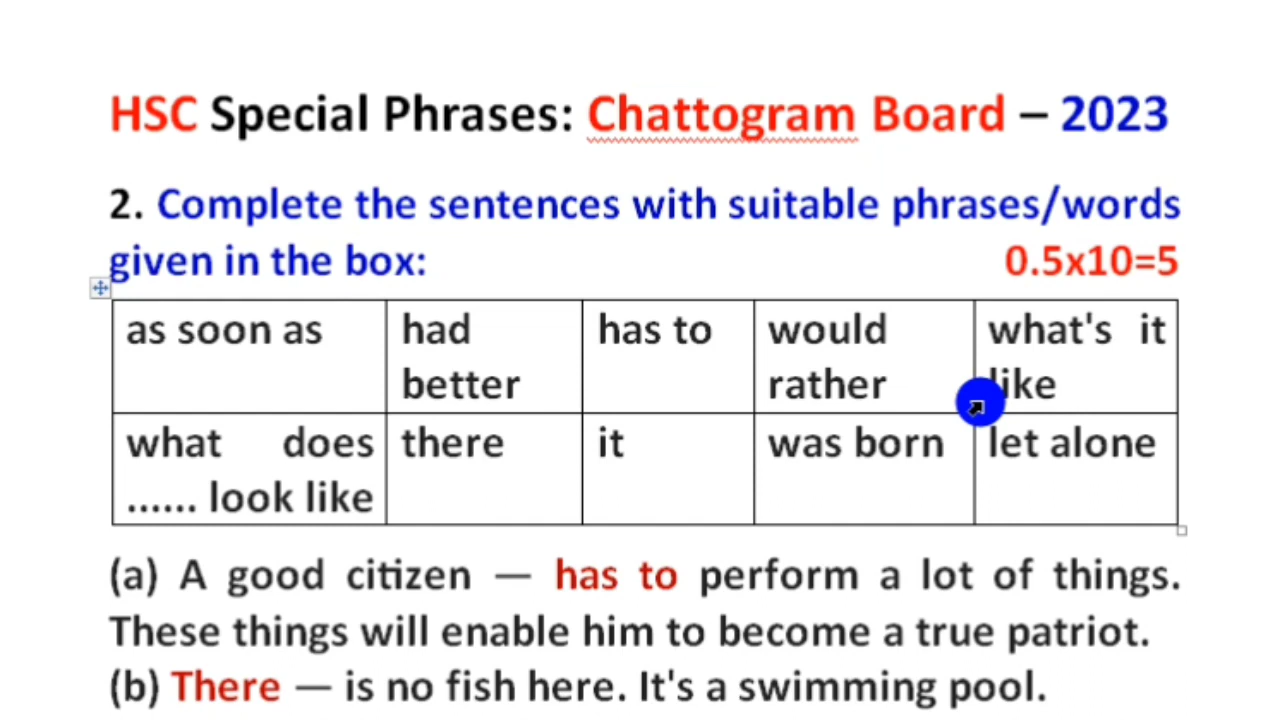 HSC Special Phrases: Chattogram Board – 2023
2. Complete the sentences with suitable phrases/words
given in the box: 0.5x10=5
as soon as had better has to would rather what's it like
what does ...... look like there it was born let alone
(a) A good citizen — has to perform a lot of things.
These things will enable him to become a true patriot.
(b) There — is no fish here. It's a swimming pool.